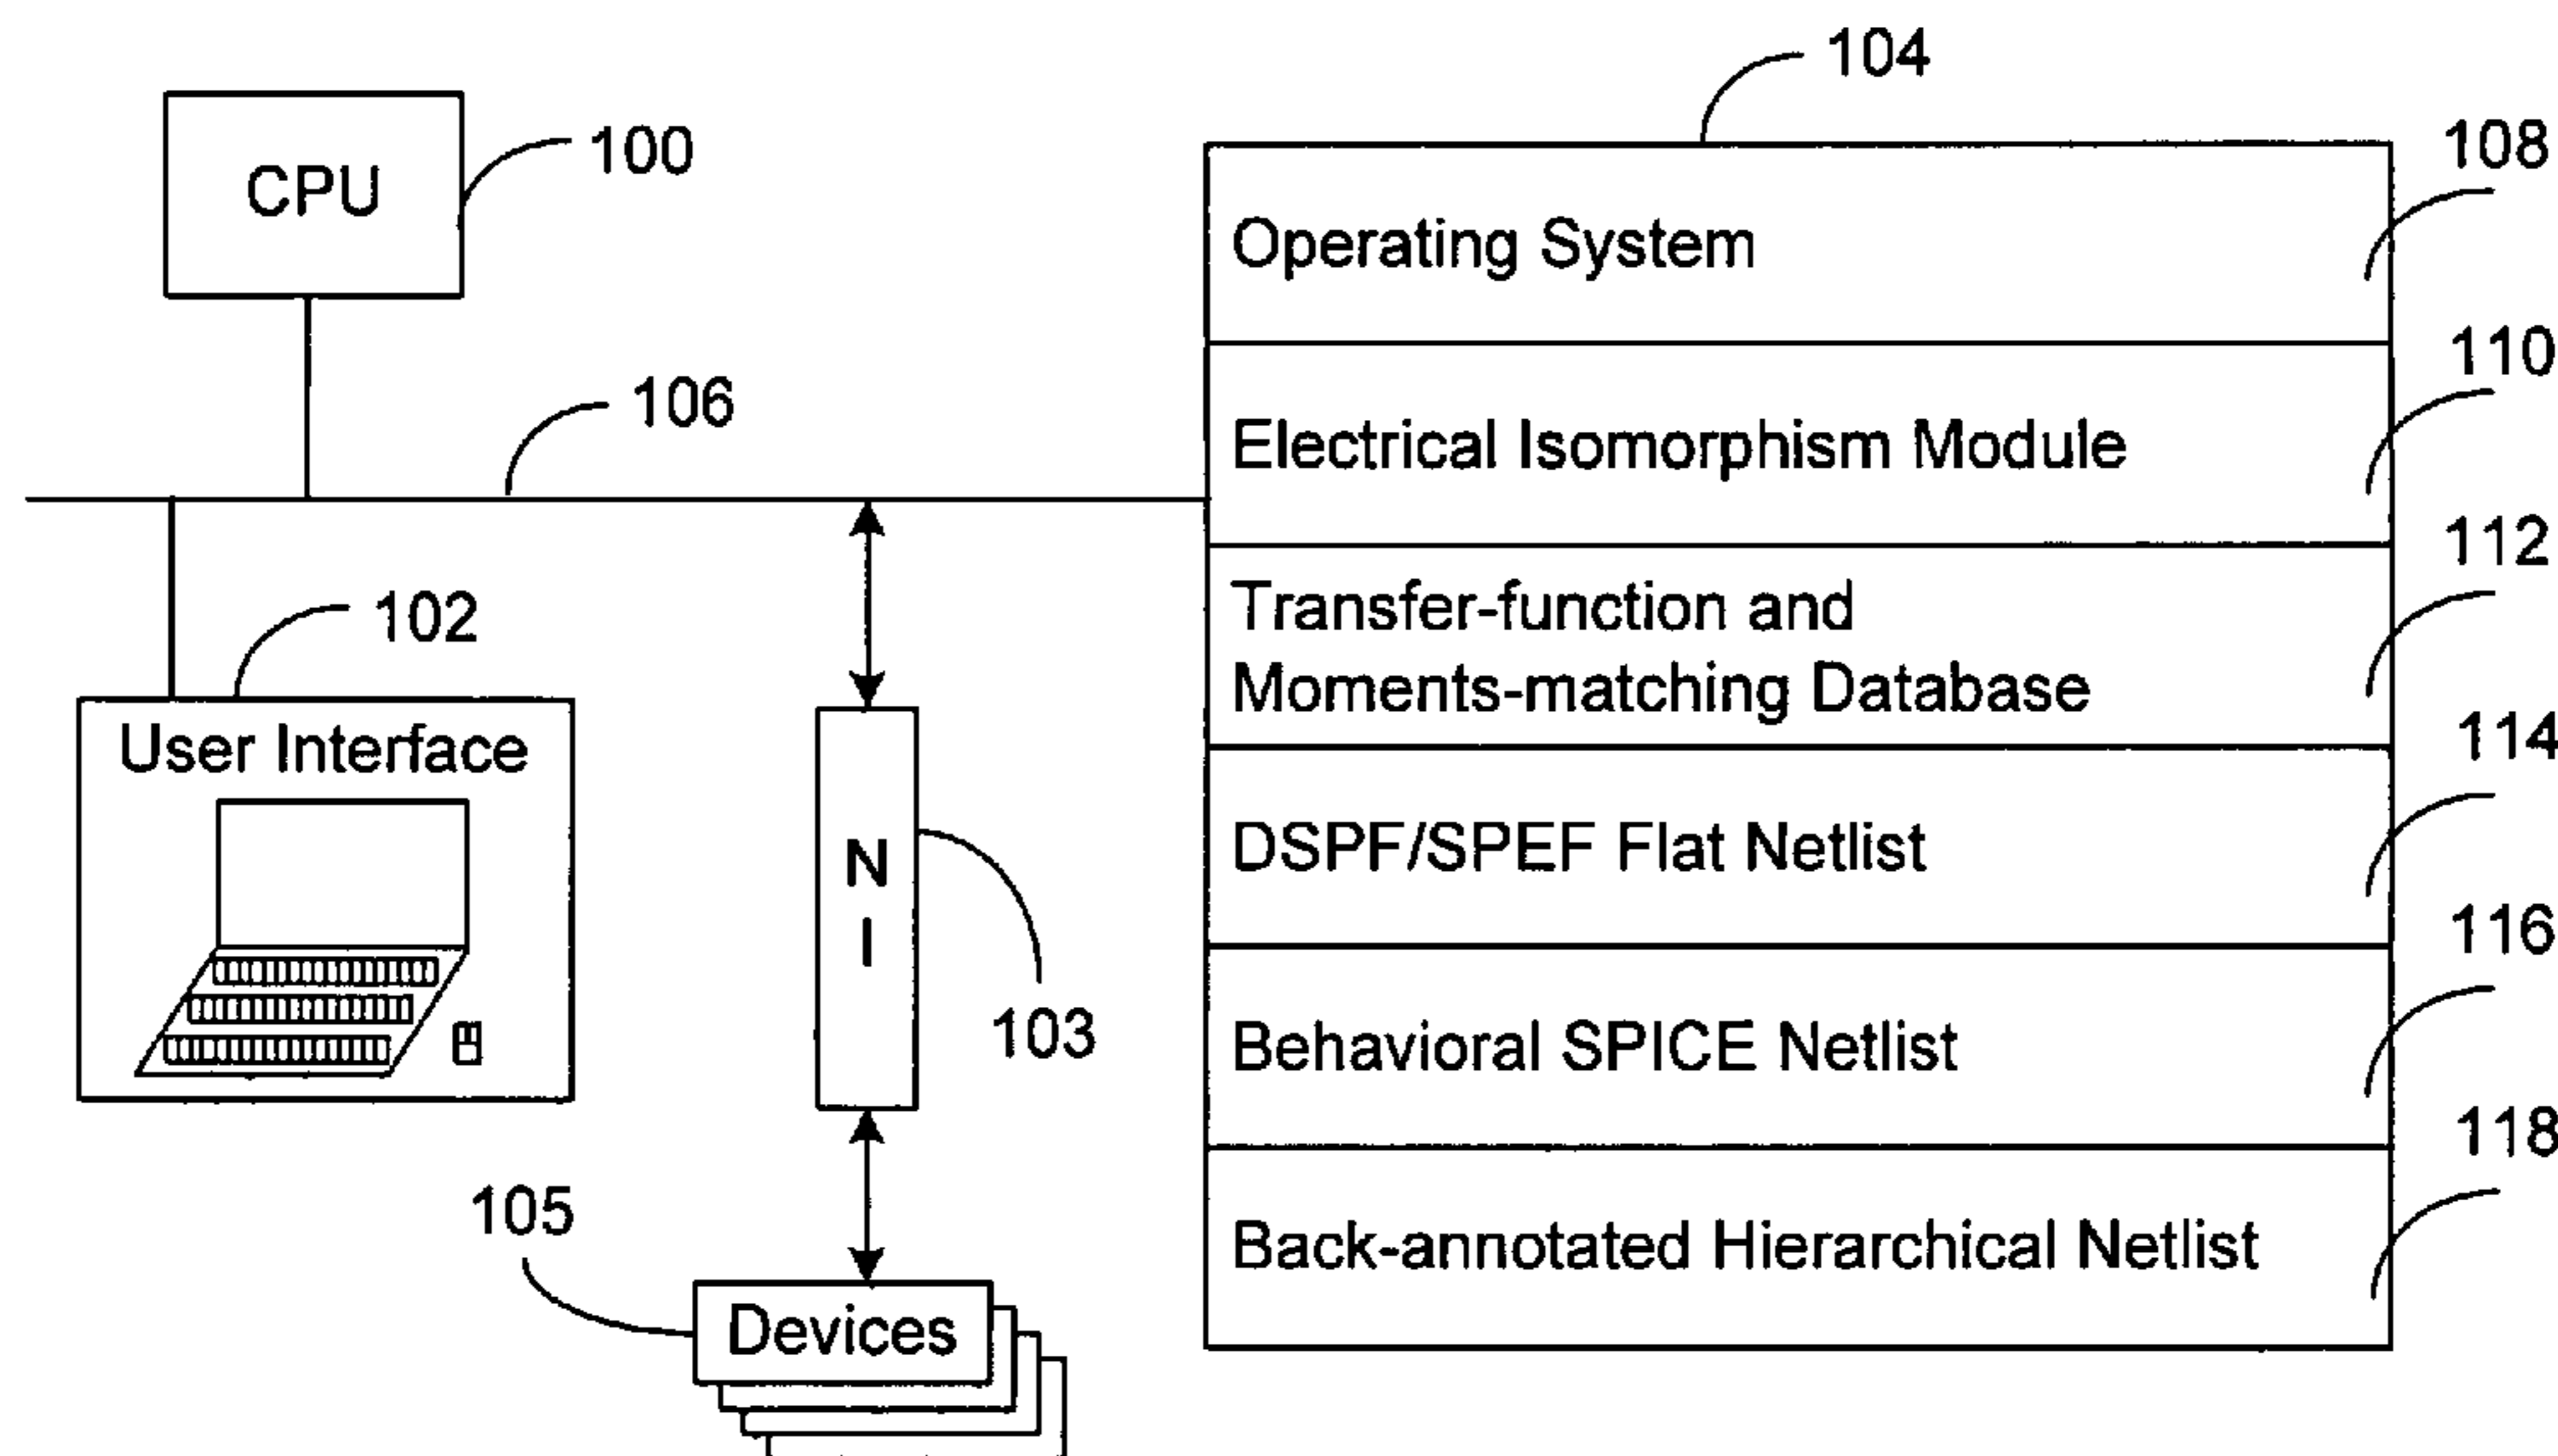 104
CPU
100
108
Operating System
110
106
Electrical Isomorphism Module
112
102
Transfer-function and
Moments-matching Database
User Interface
114
N
I
DSPF/SPEF Flat Netlist
116
103
Behavioral SPICE Netlist
118
105
Back-annotated Hierarchical Netlist
Devices